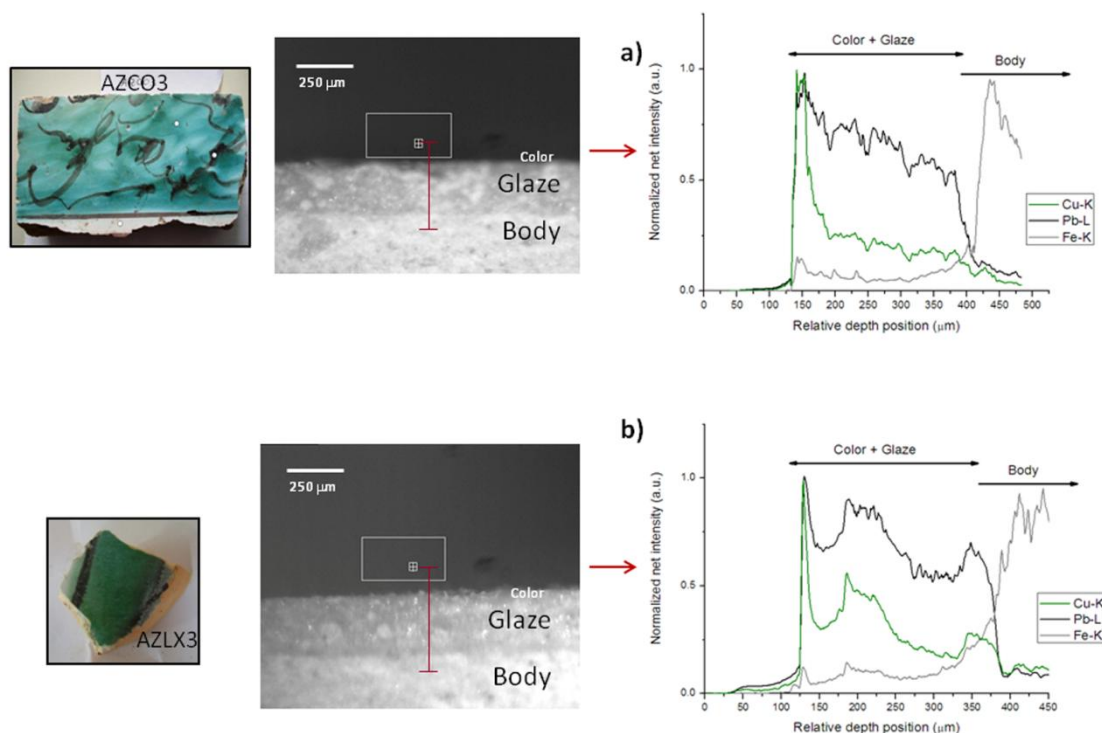 AZCO3
250 µm
Color
Glaze
Body
a)
Color + Glaze
Body
Normalized net intensity (a.u.)
1.0
0.5
0.0
Cu-K
Pb-L
Fe-K
0 50 100 150 200 250 300 350 400 450 500
Relative depth position (µm)
AZLX3
250 µm
Color
Glaze
Body
b)
Color + Glaze
Body
Normalized net intensity (a.u.)
1.0
0.5
0.0
Cu-K
Pb-L
Fe-K
0 50 100 150 200 250 300 350 400 450
Relative depth position (µm)